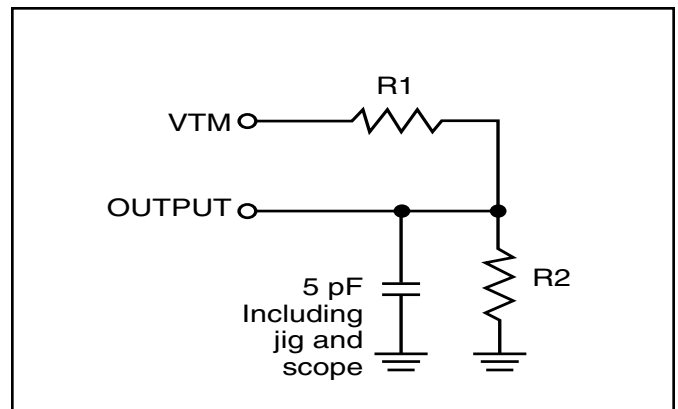 R1
VTM
OUTPUT
R2
5 pF
Including
jig and
scope